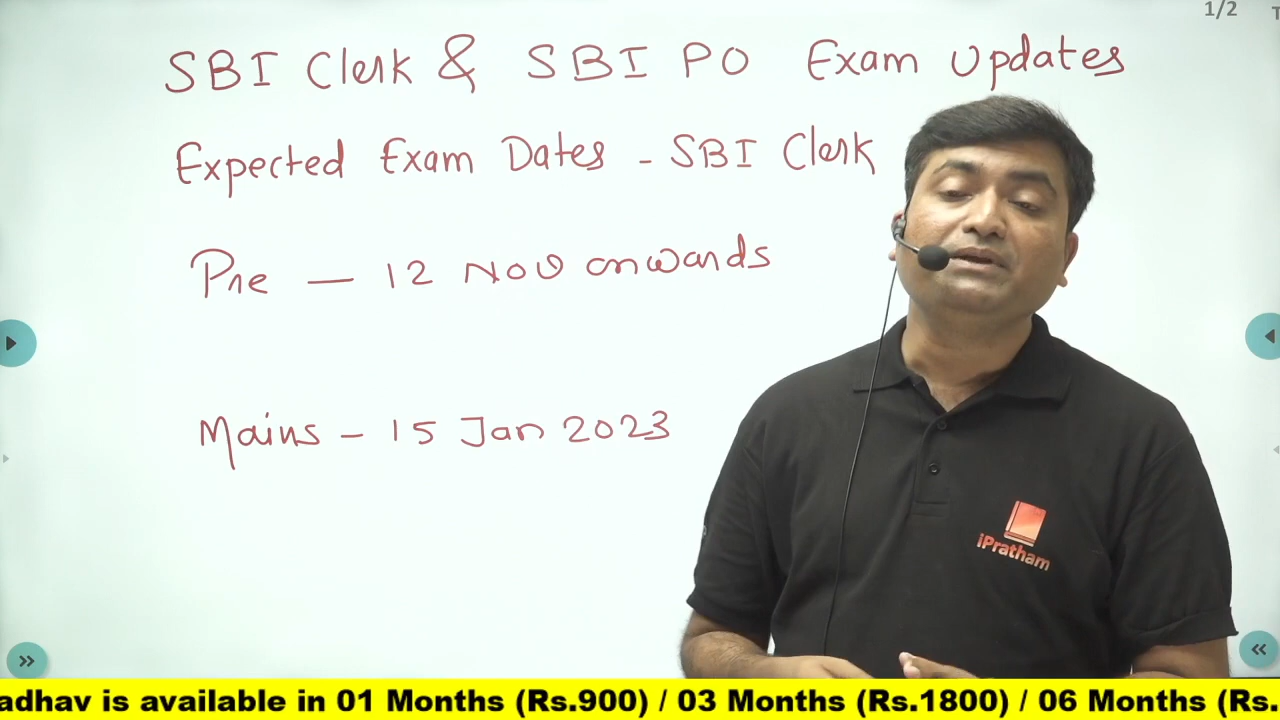 1/2
SBI Clerk & SBI PO Exam Updates
Expected Exam Dates - SBI Clerk
Pre — 12 Nov onwards
Mains - 15 Jan 2023
iPratham
adhav is available in 01 Months (Rs.900) / 03 Months (Rs.1800) / 06 Months (Rs.